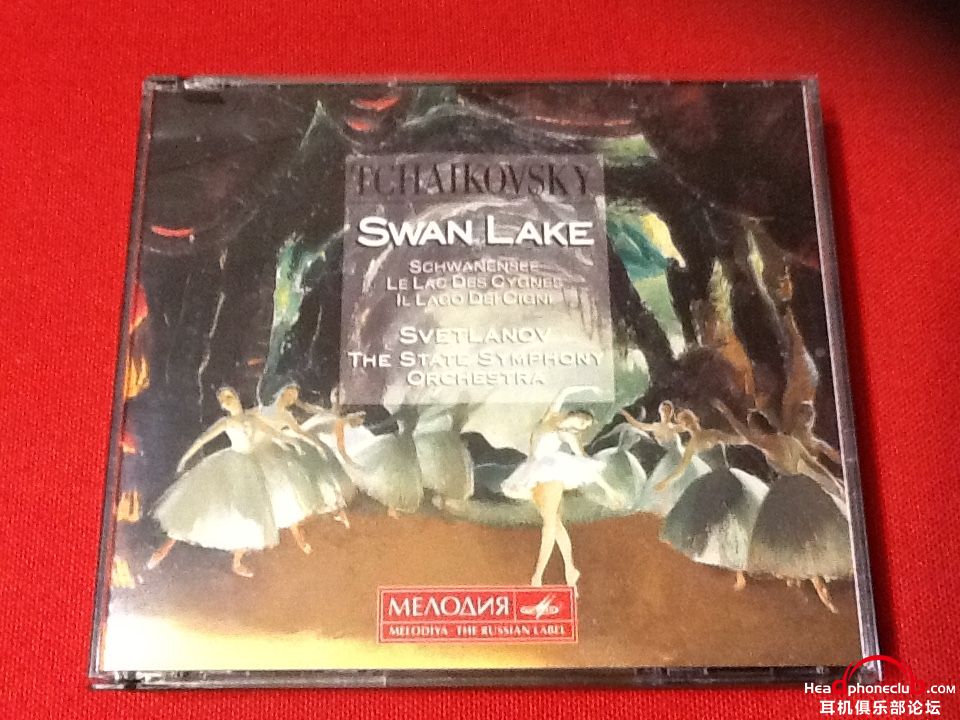 TCHAIKOVSKY
SWAN LAKE
SCHWANENSEE
LE LAC DES CYGNES
IL LAGO DEI CIGNI
SVETLANOV
THE STATE SYMPHONY
ORCHESTRA
МЕЛОДИЯ
MELODIYA THE RUSSIAN LABEL
Headphoneclub.com
耳机俱乐部论坛